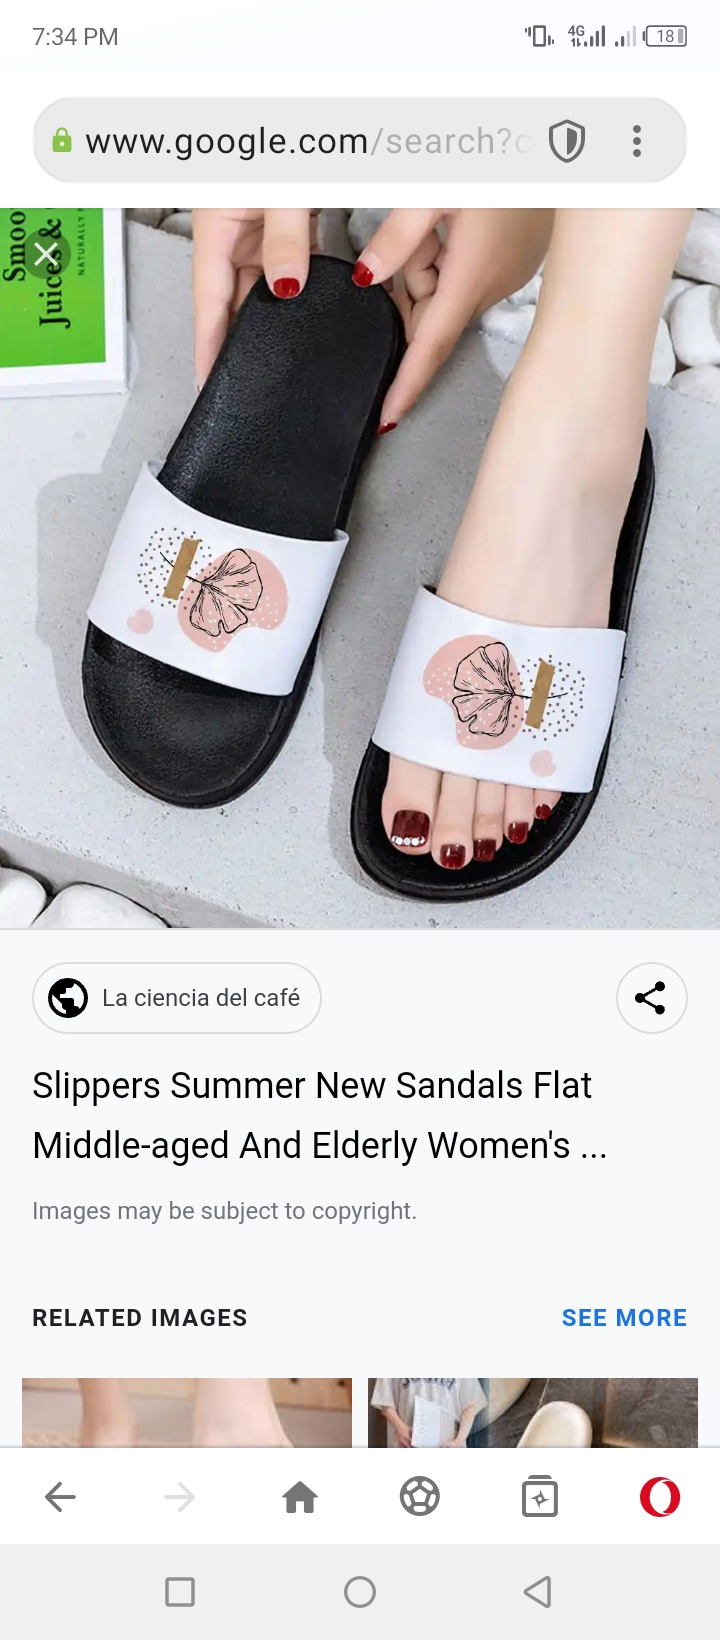 7:34 PM
4G
18
www.google.com/search?c
Smoo
Juices &
NATURALLY
La ciencia del café
Slippers Summer New Sandals Flat
Middle-aged And Elderly Women's ...
Images may be subject to copyright.
RELATED IMAGES
SEE MORE